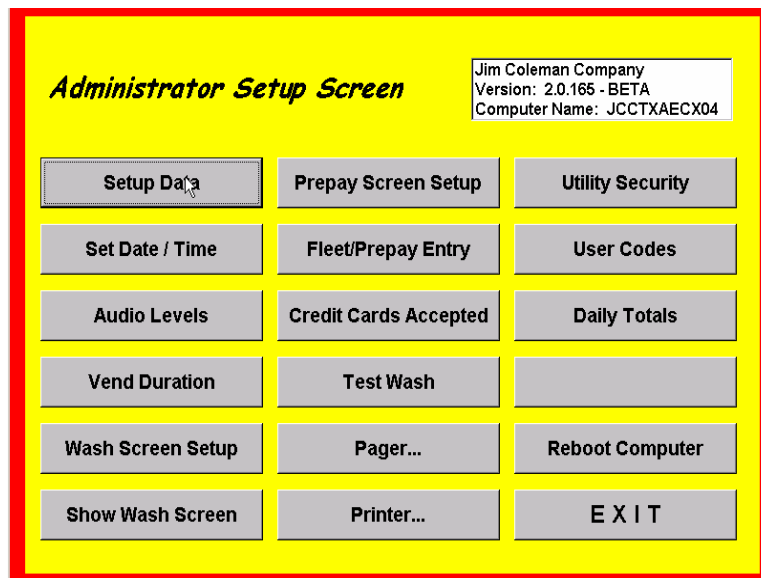 Administrator Setup Screen
Jim Coleman Company
Version: 2.0.165 - BETA
Computer Name: JCCTXAECX04
Setup Data
Prepay Screen Setup
Utility Security
Set Date / Time
Fleet/Prepay Entry
User Codes
Audio Levels
Credit Cards Accepted
Daily Totals
Vend Duration
Test Wash
Wash Screen Setup
Pager...
Reboot Computer
Show Wash Screen
Printer...
E X I T